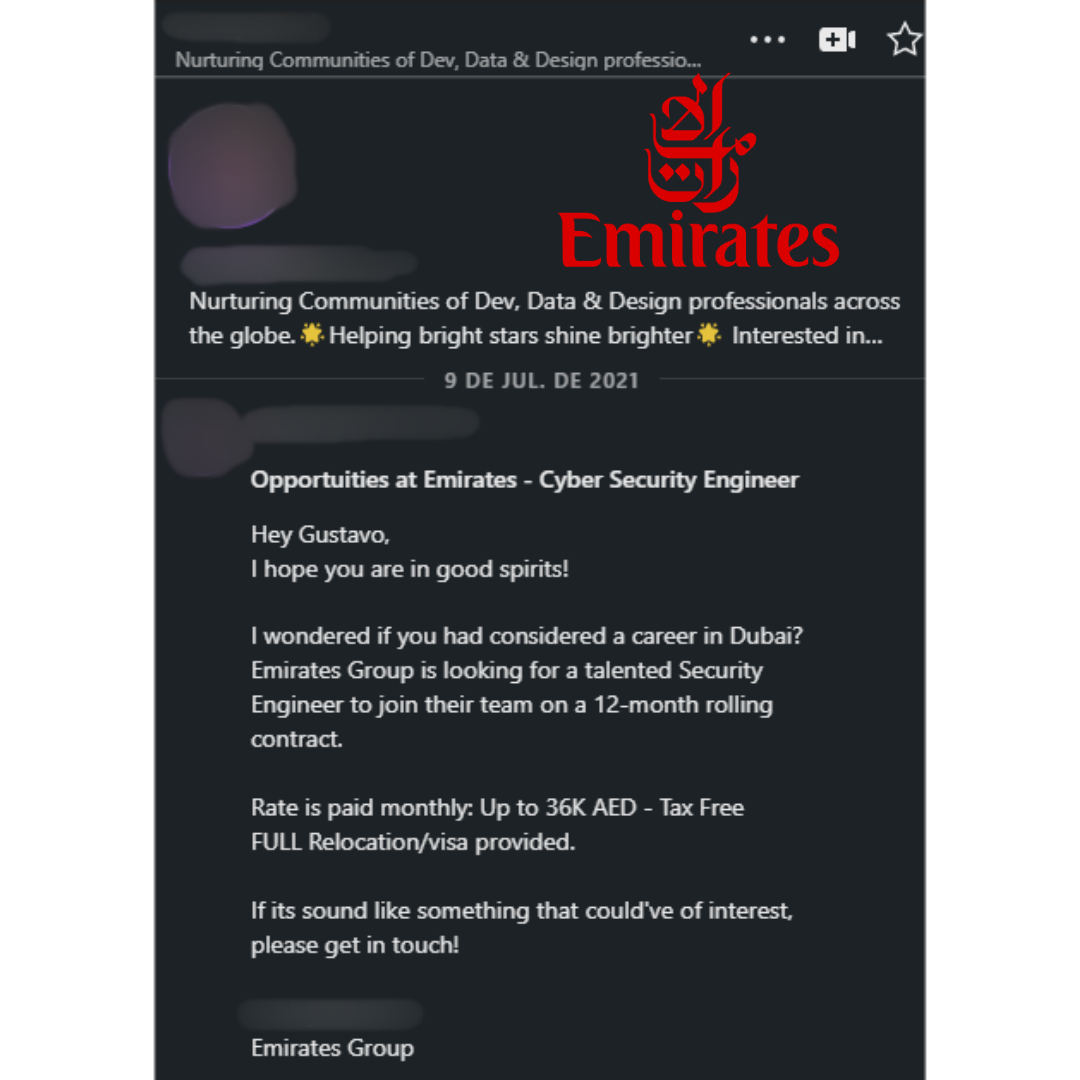 Nurturing Communities of Dev, Data & Design professio...
امارات
Emirates
Nurturing Communities of Dev, Data & Design professionals across
the globe.🌟Helping bright stars shine brighter🌟 Interested in...
9 DE JUL. DE 2021
Opportuities at Emirates - Cyber Security Engineer
Hey Gustavo,
I hope you are in good spirits!
I wondered if you had considered a career in Dubai?
Emirates Group is looking for a talented Security
Engineer to join their team on a 12-month rolling
contract.
Rate is paid monthly: Up to 36K AED - Tax Free
FULL Relocation/visa provided.
If its sound like something that could've of interest,
please get in touch!
Emirates Group